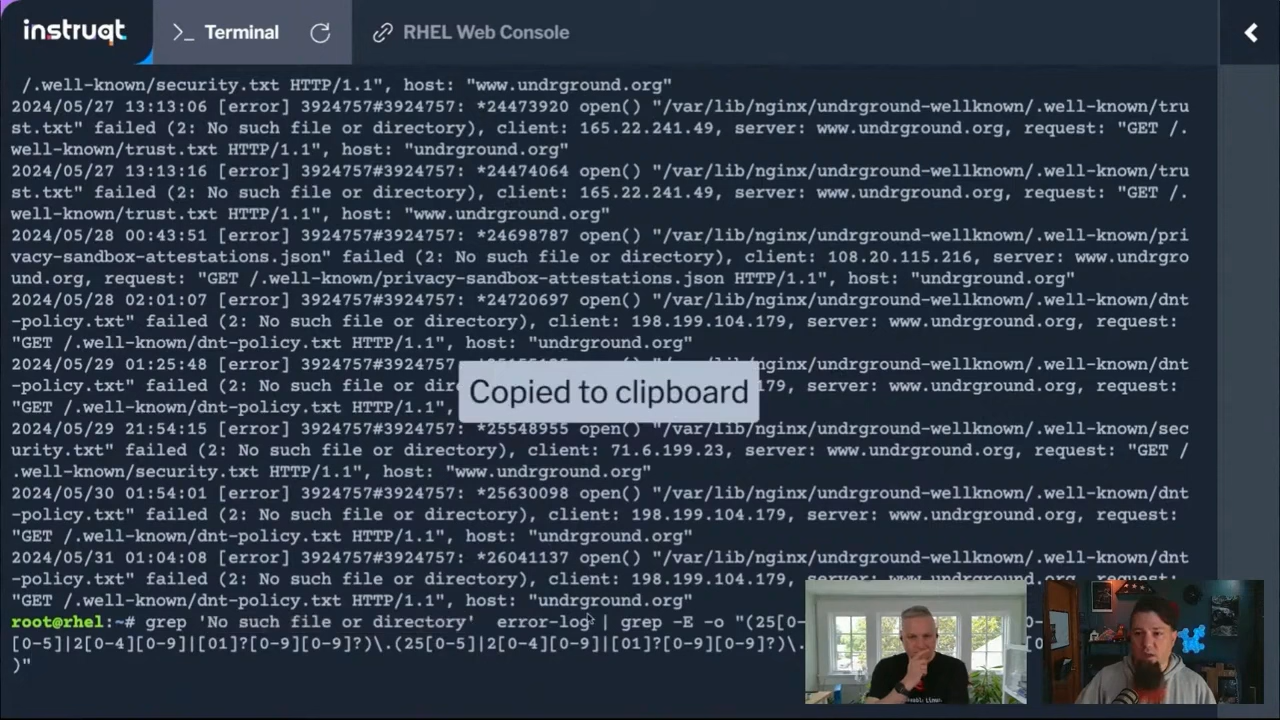 instruqt
>_ Terminal
RHEL Web Console
/.well-known/security.txt HTTP/1.1", host: "www.undrground.org"
2024/05/27 13:13:06 [error] 3924757#3924757: *24473920 open() "/var/lib/nginx/undrground-wellknown/.well-known/tru
st.txt" failed (2: No such file or directory), client: 165.22.241.49, server: www.undrground.org, request: "GET /.
well-known/trust.txt HTTP/1.1", host: "undrground.org"
2024/05/27 13:13:16 [error] 3924757#3924757: *24474064 open() "/var/lib/nginx/undrground-wellknown/.well-known/tru
st.txt" failed (2: No such file or directory), client: 165.22.241.49, server: www.undrground.org, request: "GET /.
well-known/trust.txt HTTP/1.1", host: "www.undrground.org"
2024/05/28 00:43:51 [error] 3924757#3924757: *24698787 open() "/var/lib/nginx/undrground-wellknown/.well-known/pri
vacy-sandbox-attestations.json" failed (2: No such file or directory), client: 108.20.115.216, server: www.undrgro
und.org, request: "GET /.well-known/privacy-sandbox-attestations.json HTTP/1.1", host: "undrground.org"
2024/05/28 02:01:07 [error] 3924757#3924757: *24720697 open() "/var/lib/nginx/undrground-wellknown/.well-known/dnt
-policy.txt" failed (2: No such file or directory), client: 198.199.104.179, server: www.undrground.org, request:
"GET /.well-known/dnt-policy.txt HTTP/1.1", host: "undrground.org"
2024/05/29 01:25:48 [error] 3924757 open() "/var/lib/nginx/undrground-wellknown/.well-known/dnt
-policy.txt" failed (2: No such file or dire 79, server: www.undrground.org, request:
"GET /.well-known/dnt-policy.txt HTTP/1.1",
Copied to clipboard
2024/05/29 21:54:15 [error] 3924757#3924757: *25548955 open() "/var/lib/nginx/undrground-wellknown/.well-known/sec
urity.txt" failed (2: No such file or directory), client: 71.6.199.23, server: www.undrground.org, request: "GET /
.well-known/security.txt HTTP/1.1", host: "www.undrground.org"
2024/05/30 01:54:01 [error] 3924757#3924757: *25630098 open() "/var/lib/nginx/undrground-wellknown/.well-known/dnt
-policy.txt" failed (2: No such file or directory), client: 198.199.104.179, server: www.undrground.org, request:
"GET /.well-known/dnt-policy.txt HTTP/1.1", host: "undrground.org"
2024/05/31 01:04:08 [error] 3924757#3924757: *26041137 open() "/var/lib/nginx/undrground-wellknown/.well-known/dnt
-policy.txt" failed (2: No such file or directory), client: 198.199.104.179, server: www.undrground.org, request:
"GET /.well-known/dnt-policy.txt HTTP/1.1", host: "undrground.org"
root@rhel:~# grep 'No such file or directory'  error-log | grep -E -o "(25[0-
[0-5]|2[0-4][0-9]|[01]?[0-9][0-9]?)\.(25[0-5]|2[0-4][0-9]|[01]?[0-9][0-9]?)\.
)"